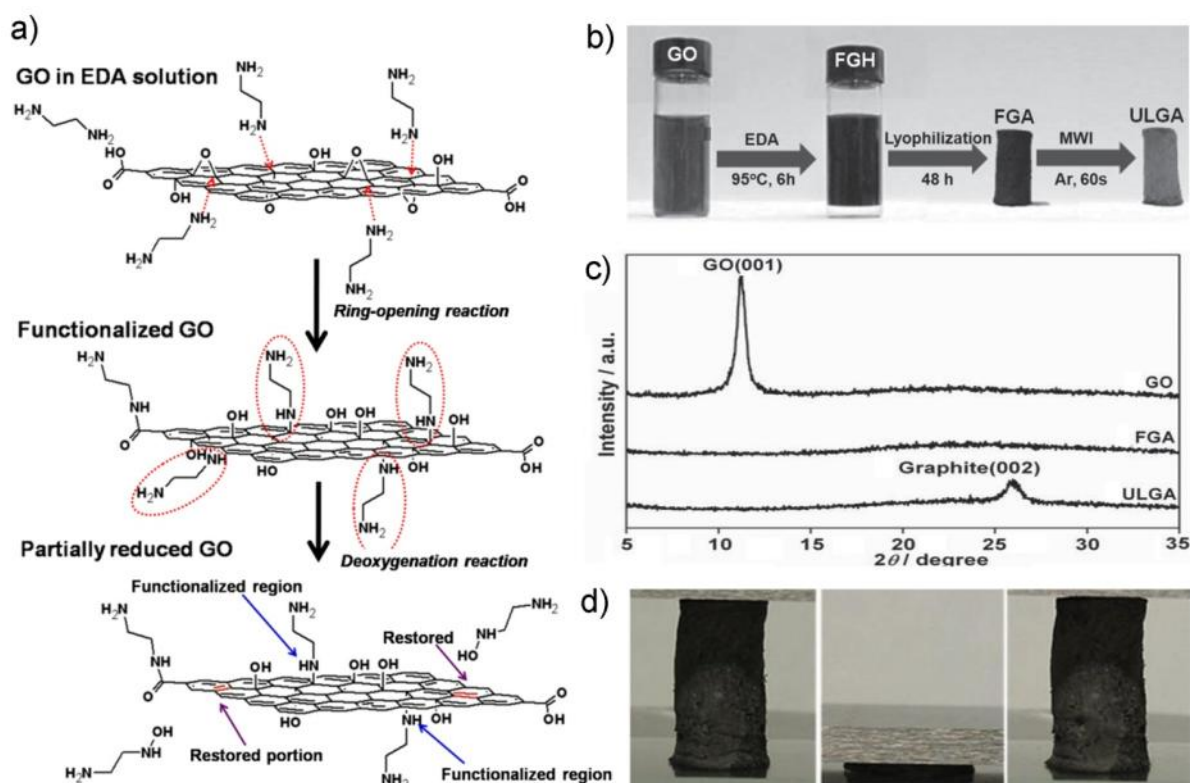 a)
GO in EDA solution
NH₂
H₂N
NH₂
H₂N
NH₂
H₂N
HO
O
O
OH
O
OH
O
OH
O
O
O
OH
NH₂
H₂N
NH₂
NH₂
Ring-opening reaction
Functionalized GO
H₂N
NH
O
NH₂
HN
OH
OH
OH
NH₂
HN
OH
O
OH
OH
HO
NH
H₂N
OH
NH
NH₂
Deoxygenation reaction
Partially reduced GO
Functionalized region
H₂N
NH
O
NH₂
HN
OH
OH
OH
Restored
NH₂
NH
HO
OH
O
OH
HO
OH
NH
NH₂
OH
NH
H₂N
Restored portion
Functionalized region
b)
GO
EDA
95°C, 6h
FGH
Lyophilization
48 h
FGA
MWI
Ar, 60s
ULGA
c)
Intensity / a.u.
GO(001)
GO
FGA
Graphite(002)
ULGA
5 10 15 20 25 30 35
2θ / degree
d)